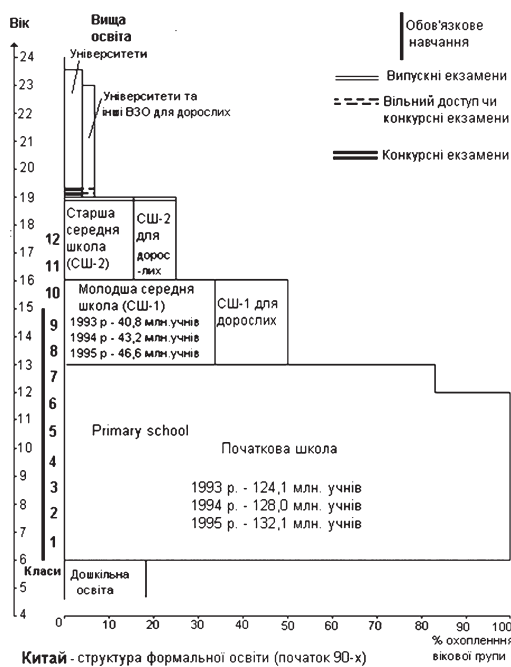 Вік
Вища
освіта
Університети
Університети та
інші ВЗО для дорослих
Обов'язкове
навчання
Випускні екзамени
Вільний доступ чи
конкурсні екзамени
Конкурсні екзамени
24
23
22
21
20
19
18
17
16
15
14
13
12
11
10
9
8
7
6
5
4
12
11
10
9
8
7
6
5
4
3
2
1
Класи
Старша
середня
школа
(СШ-2)
СШ-2
для
дорос-
-лих
Молодша середня
школа (СШ-1)
1993 р - 40,8 млн.учнів
1994 р - 43,2 млн.учнів
1995 р - 46,6 млн.учнів
СШ-1 для
дорослих
Primary school
Початкова школа
1993 р. - 124,1 млн. учнів
1994 р. - 128,0 млн. учнів
1995 р. - 132,1 млн. учнів
Дошкільна
освіта
0 10 20 30 40 50 60 70 80 90 100
% охоплення
вікової групи
Китай - структура формальної освіти (початок 90-х)